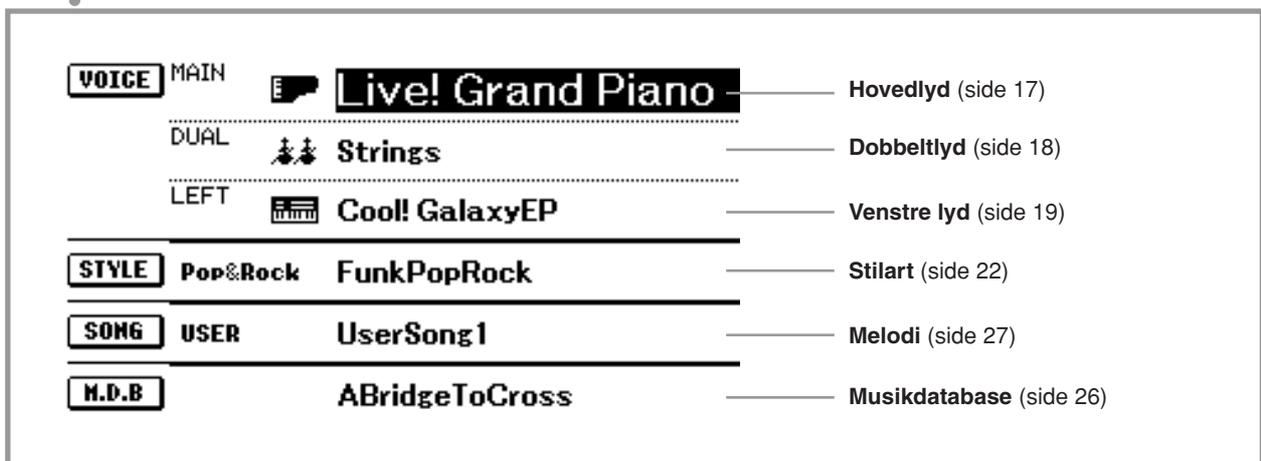 VOICE MAIN Live! Grand Piano Hovedlyd (side 17)
DUAL Strings Dobbeltlyd (side 18)
LEFT Cool! GalaxyEP Venstre lyd (side 19)
STYLE Pop&Rock FunkPopRock Stilart (side 22)
SONG USER UserSong1 Melodi (side 27)
M.D.B ABridgeToCross Musikdatabase (side 26)